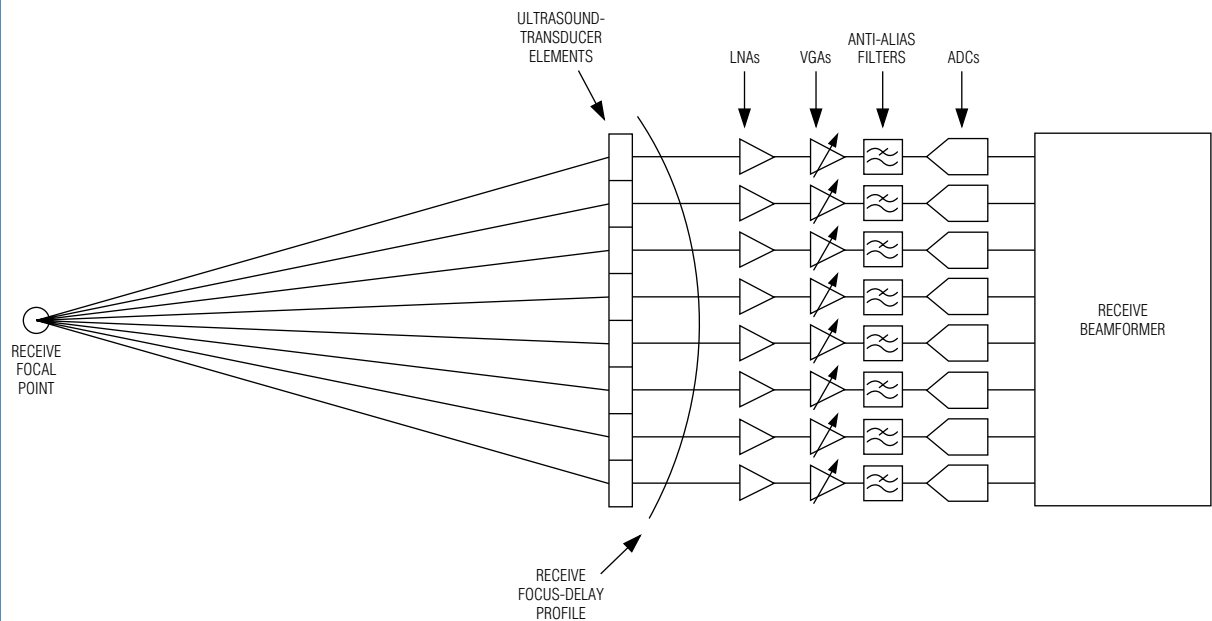 ULTRASOUND-
TRANSDUCER
ELEMENTS
LNAs
VGAs
ANTI-ALIAS
FILTERS
ADCs
RECEIVE
FOCAL
POINT
RECEIVE
BEAMFORMER
RECEIVE
FOCUS-DELAY
PROFILE